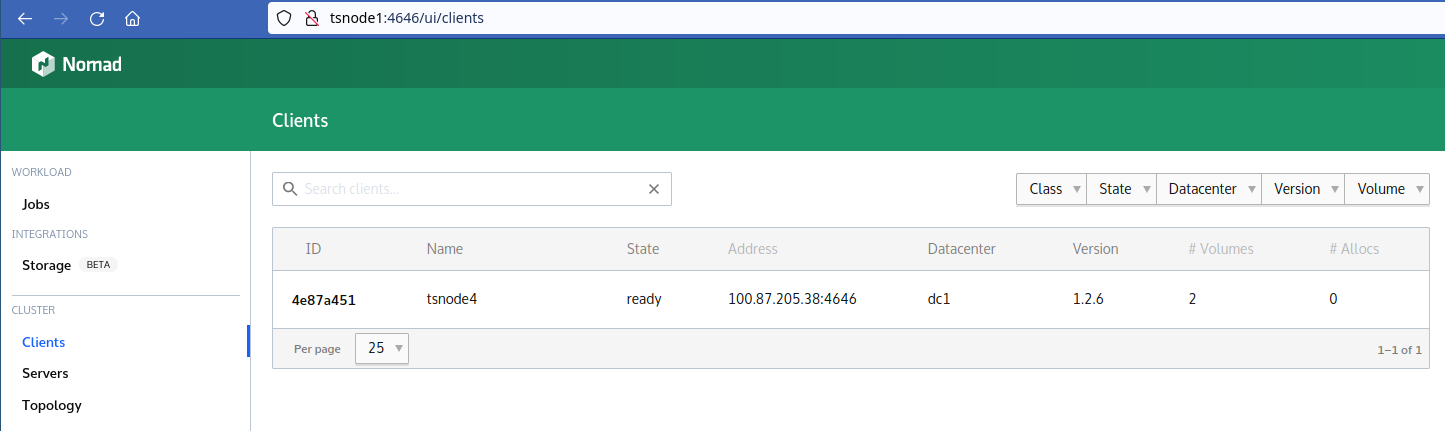 tsnode1:4646/ui/clients
Nomad
Clients
WORKLOAD
Jobs
INTEGRATIONS
Storage BETA
CLUSTER
Clients
Servers
Topology
Search clients...
Class State Datacenter Version Volume
ID Name State Address Datacenter Version # Volumes # Allocs
4e87a451 tsnode4 ready 100.87.205.38:4646 dc1 1.2.6 2 0
Per page 25 1–1 of 1